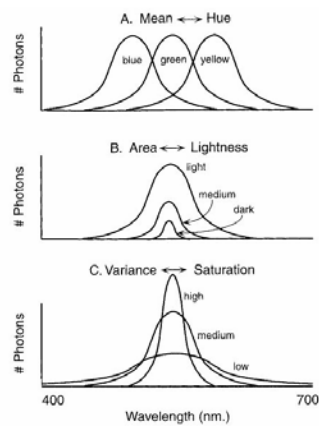 A. Mean ↔ Hue
blue green yellow
# Photons
B. Area ↔ Lightness
light
medium
dark
# Photons
C. Variance ↔ Saturation
high
medium
low
# Photons
400 700
Wavelength (nm.)